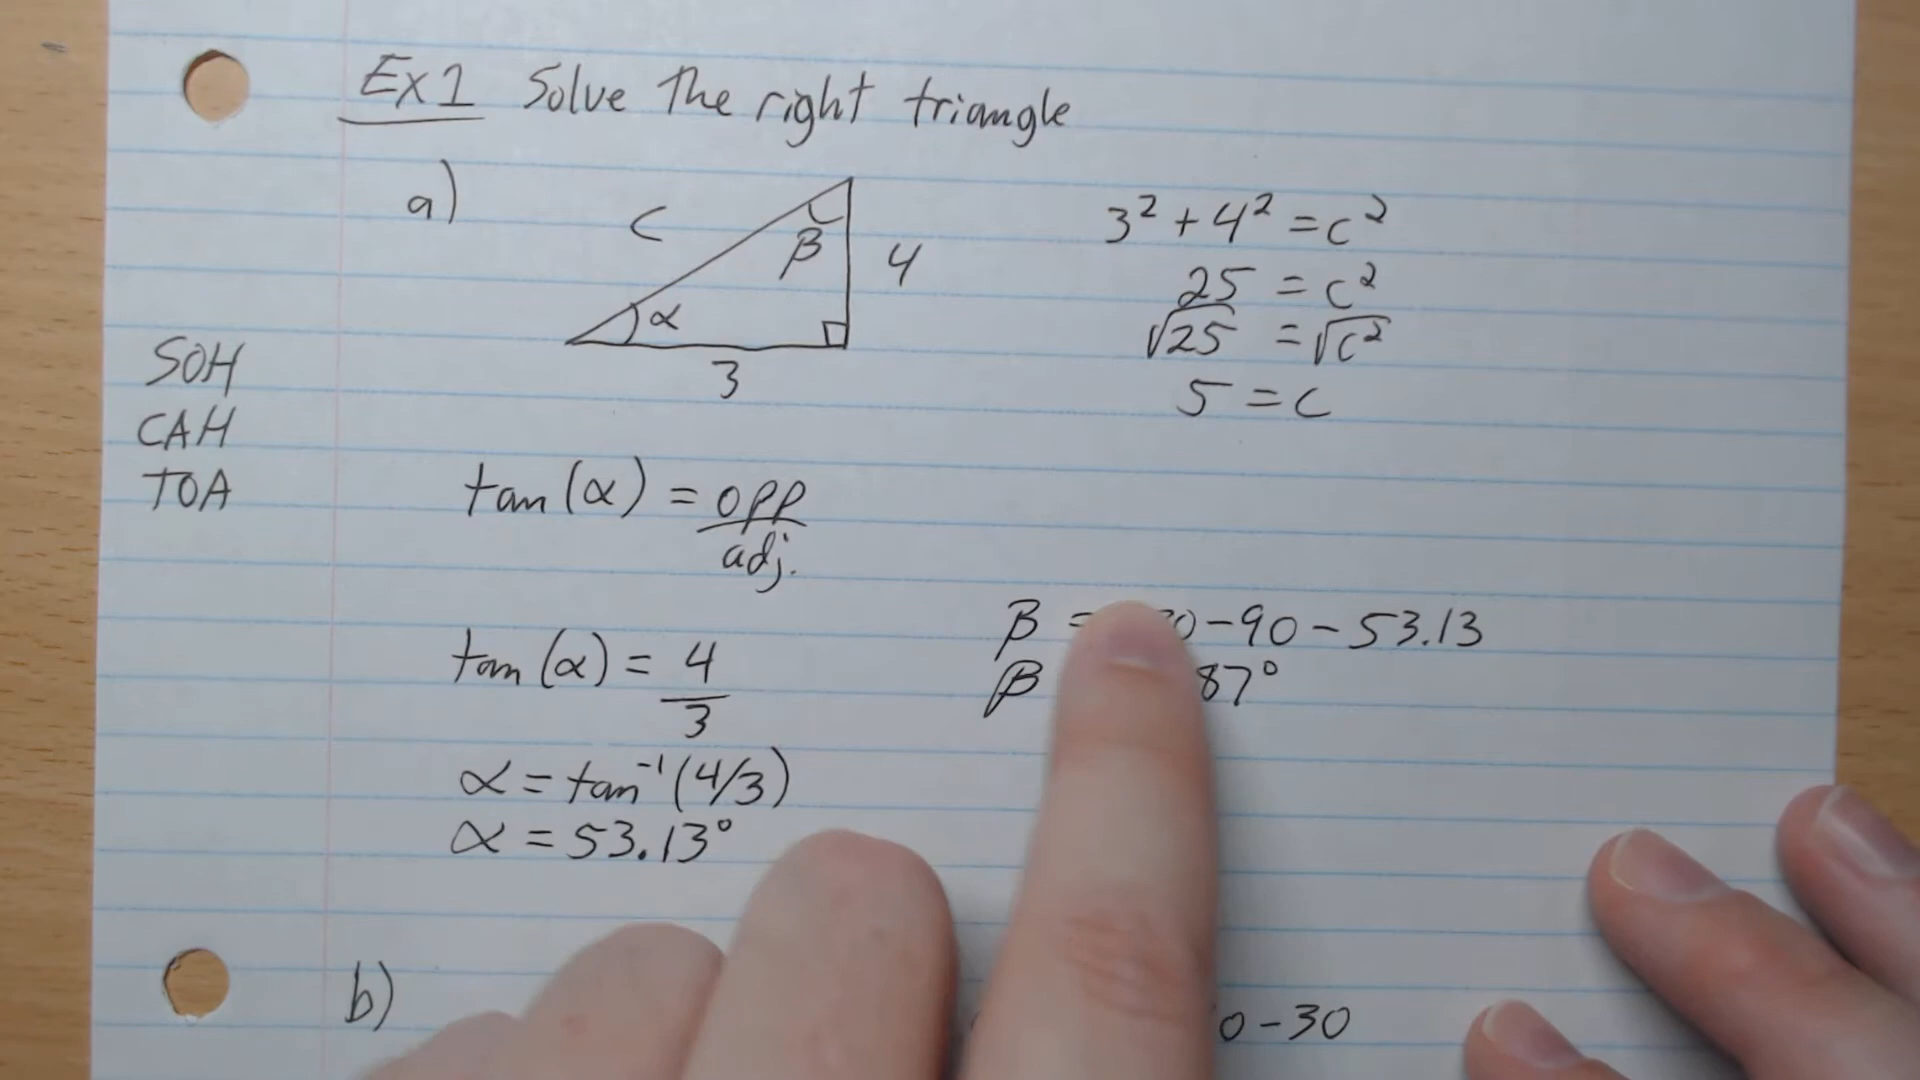 Ex1 Solve the right triangle
a)
C
β
4
α
3
3² + 4² = c²
25 = c²
√25 = √c²
5 = c
SOH
CAH
TOA
tan(α) = opp
adj.
tan(α) = 4
3
α = tan⁻¹(4/3)
α = 53.13°
β = 0 - 90 - 53.13
β 87°
b)
0 - 30